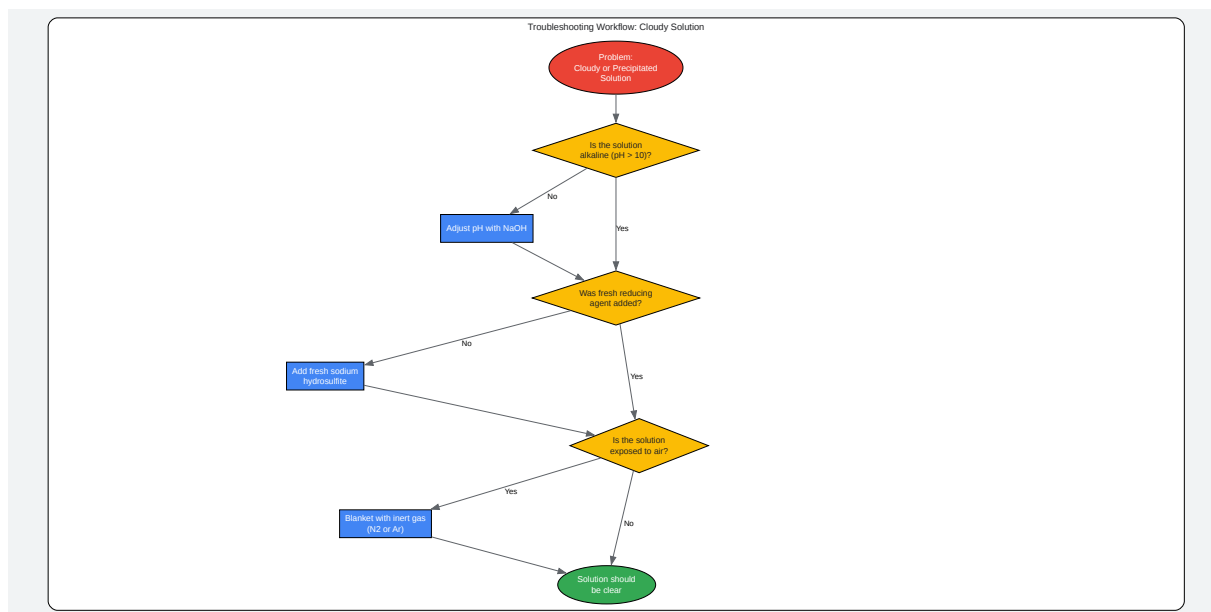 Troubleshooting Workflow: Cloudy Solution
Problem:
Cloudy or Precipitated
Solution
Is the solution
alkaline (pH > 10)?
No
Adjust pH with NaOH
Yes
Was fresh reducing
agent added?
No
Add fresh sodium
hydrosulfite
Yes
Is the solution
exposed to air?
Yes
Blanket with inert gas
(N2 or Ar)
No
Solution should
be clear